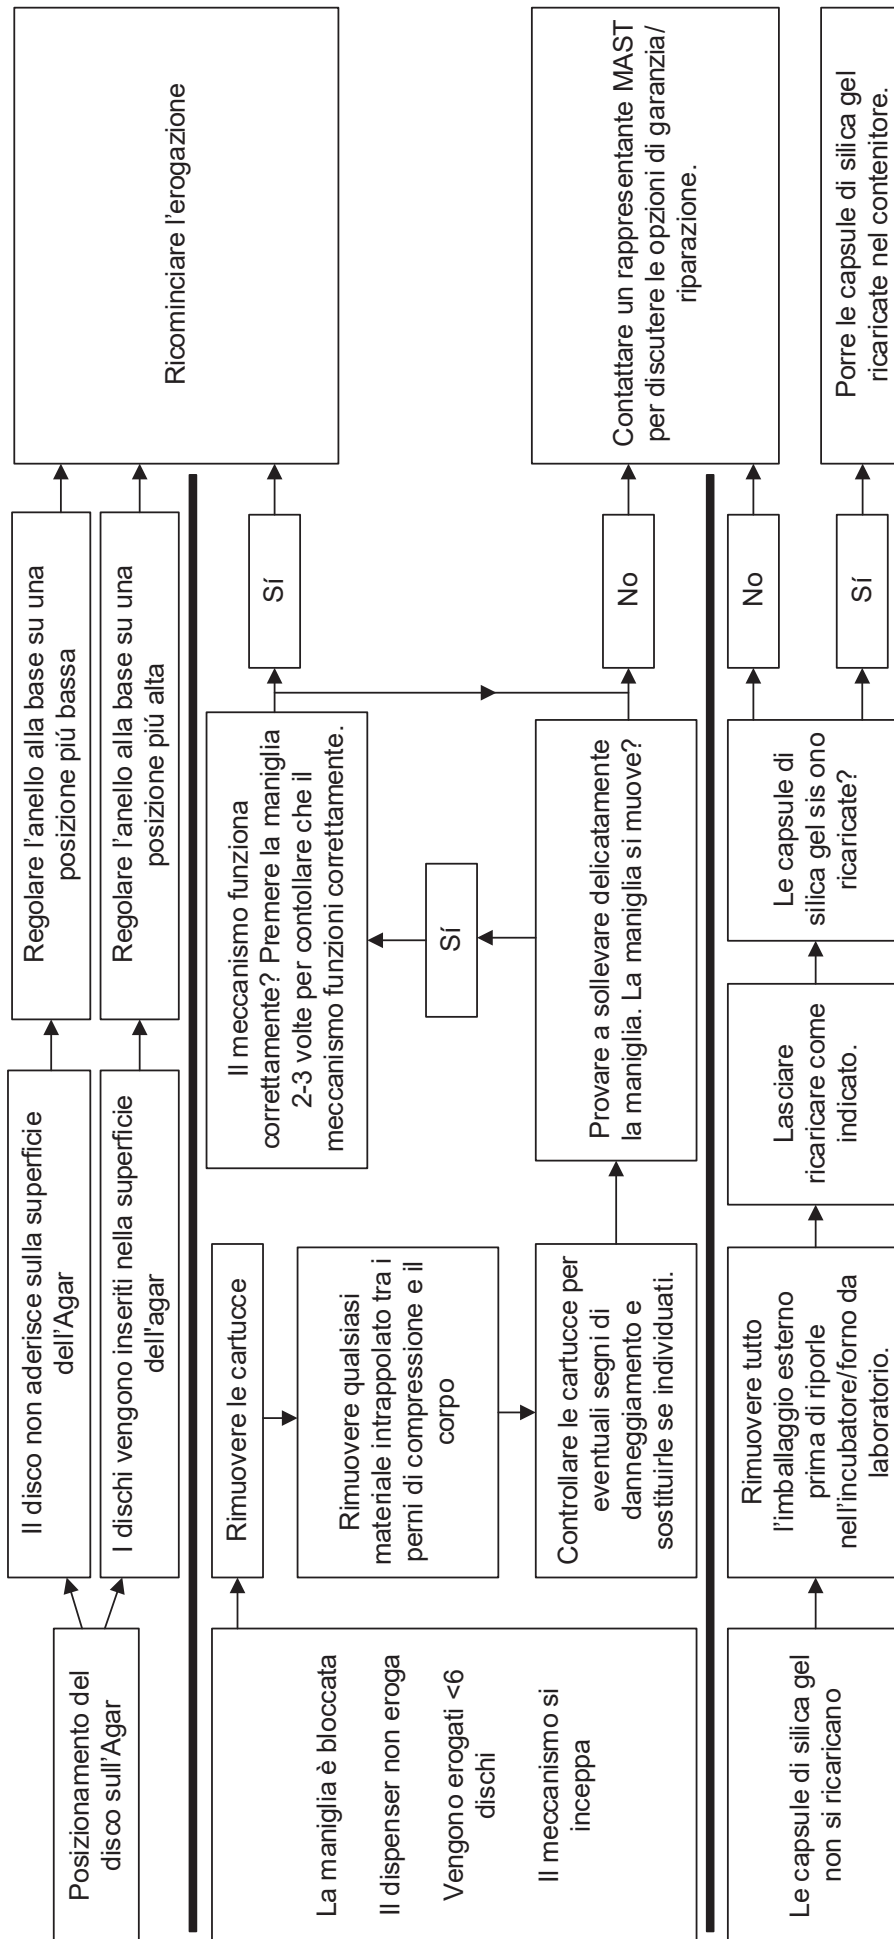 Posizionamento del
disco sull'Agar
Il disco non aderisce sulla superficie
dell'Agar
Regolare l'anello alla base su una
posizione piú bassa
I dischi vengono inseriti nella superficie
dell'agar
Regolare l'anello alla base su una
posizione piú alta
Ricominciare l'erogazione
La maniglia è bloccata
Il dispenser non eroga
Vengono erogati <6
dischi
Il meccanismo si
inceppa
Rimuovere le cartucce
Rimuovere qualsiasi
materiale intrappolato tra i
perni di compressione e il
corpo
Controllare le cartucce per
eventuali segni di
danneggiamento e
sostituirle se individuati.
Provare a sollevare delicatamente
la maniglia. La maniglia si muove?
Sí
Il meccanismo funziona
correttamente? Premere la maniglia
2-3 volte per contollare che il
meccanismo funzioni correttamente.
Sí
No
Contattare un rappresentante MAST
per discutere le opzioni di garanzia/
riparazione.
Le capsule di silica gel
non si ricaricano
Rimuovere tutto
l'imballaggio esterno
prima di riporle
nell'incubatore/forno da
laboratorio.
Lasciare
ricaricare come
indicato.
Le capsule di
silica gel sis ono
ricaricate?
No
Sí
Porre le capsule di silica gel
ricaricate nel contenitore.